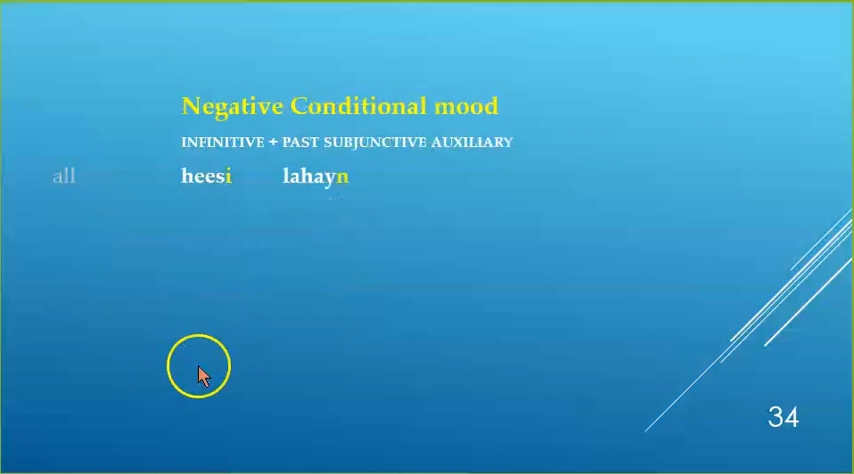 Negative Conditional mood
INFINITIVE + PAST SUBJUNCTIVE AUXILIARY
all heesi lahayn
34